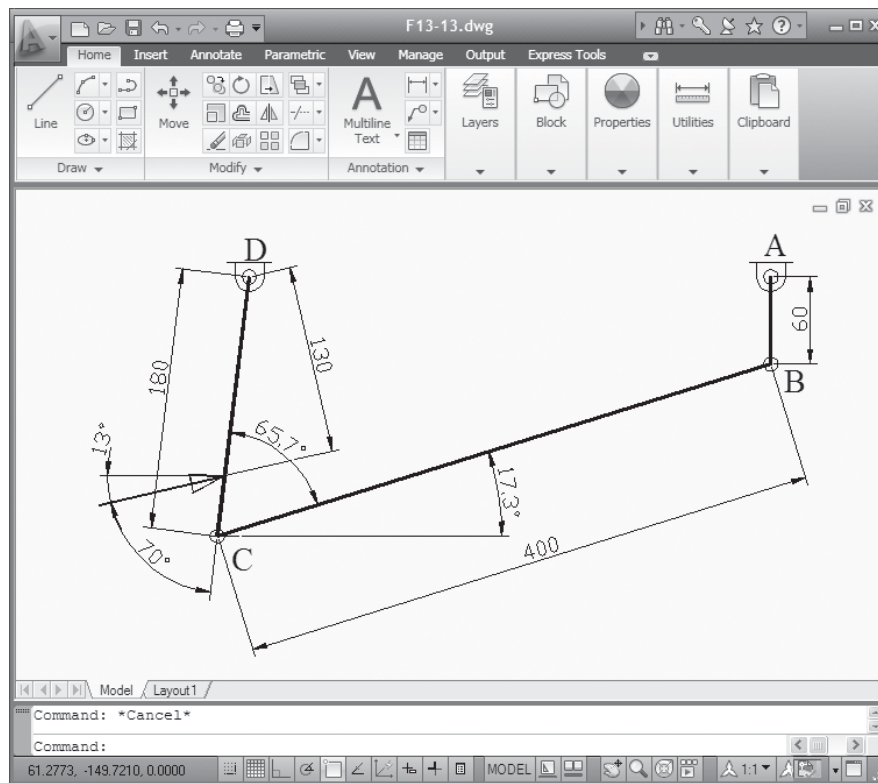 F13-13.dwg
Home Insert Annotate Parametric View Manage Output Express Tools
Line Move Multiline Text Layers Block Properties Utilities Clipboard
Draw Modify Annotation
D A
60
130
180
B
65,7°
13°
17,3°
70°
C
400
Model Layout1
Command: *Cancel*
Command:
61.2773, -149.7210, 0.0000 MODEL 1:1